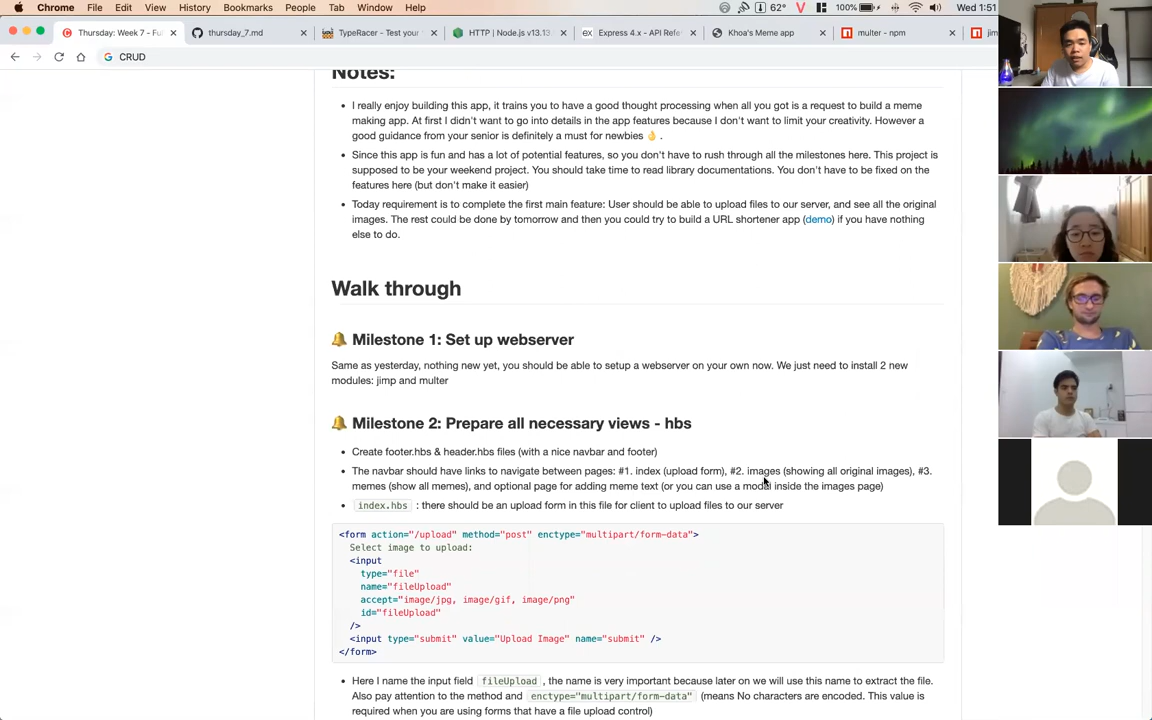 Chrome File Edit View History Bookmarks People Tab Window Help 62° 100% Wed 1:51
Thursday: Week 7 - Fu thursday_7.md TypeRacer - Test your HTTP | Node.js v13.13 Express 4.x - API Refe Khoa's Meme app multer - npm jim
CRUD
Notes:
• I really enjoy building this app, it trains you to have a good thought processing when all you got is a request to build a meme
making app. At first I didn't want to go into details in the app features because I don't want to limit your creativity. However a
good guidance from your senior is definitely a must for newbies 👌 .
• Since this app is fun and has a lot of potential features, so you don't have to rush through all the milestones here. This project is
supposed to be your weekend project. You should take time to read library documentations. You don't have to be fixed on the
features here (but don't make it easier)
• Today requirement is to complete the first main feature: User should be able to upload files to our server, and see all the original
images. The rest could be done by tomorrow and then you could try to build a URL shortener app (demo) if you have nothing
else to do.
Walk through
🔔 Milestone 1: Set up webserver
Same as yesterday, nothing new yet, you should be able to setup a webserver on your own now. We just need to install 2 new
modules: jimp and multer
🔔 Milestone 2: Prepare all necessary views - hbs
• Create footer.hbs & header.hbs files (with a nice navbar and footer)
• The navbar should have links to navigate between pages: #1. index (upload form), #2. images (showing all original images), #3.
memes (show all memes), and optional page for adding meme text (or you can use a modal inside the images page)
• index.hbs : there should be an upload form in this file for client to upload files to our server
<form action="/upload" method="post" enctype="multipart/form-data">
Select image to upload:
<input
type="file"
name="fileUpload"
accept="image/jpg, image/gif, image/png"
id="fileUpload"
/>
<input type="submit" value="Upload Image" name="submit" />
</form>
• Here I name the input field fileUpload , the name is very important because later on we will use this name to extract the file.
Also pay attention to the method and enctype="multipart/form-data" (means No characters are encoded. This value is
required when you are using forms that have a file upload control)